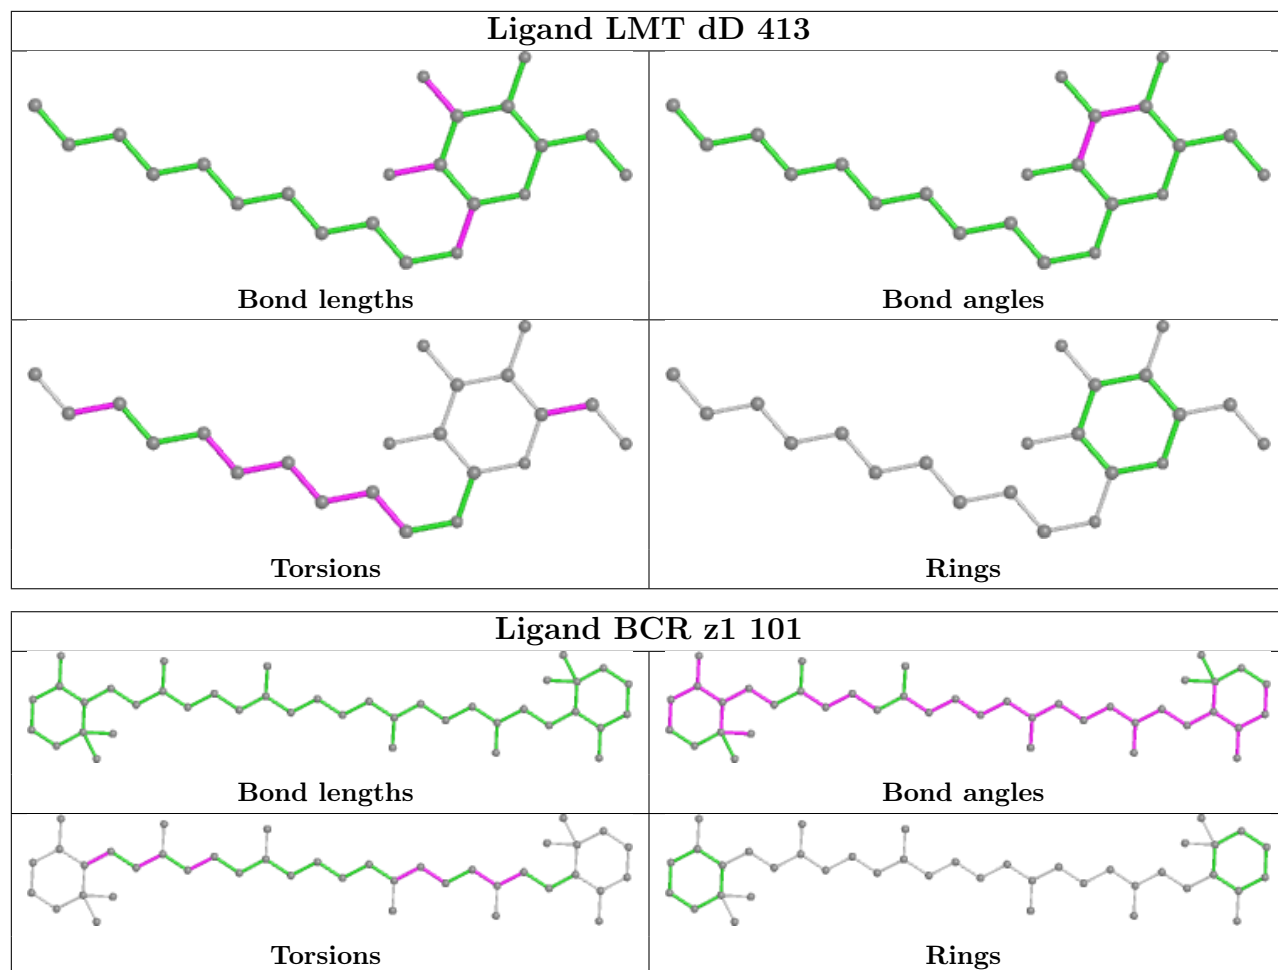 Ligand LMT dD 413
Bond lengths
Bond angles
Torsions
Rings
Ligand BCR z1 101
Bond lengths
Bond angles
Torsions
Rings